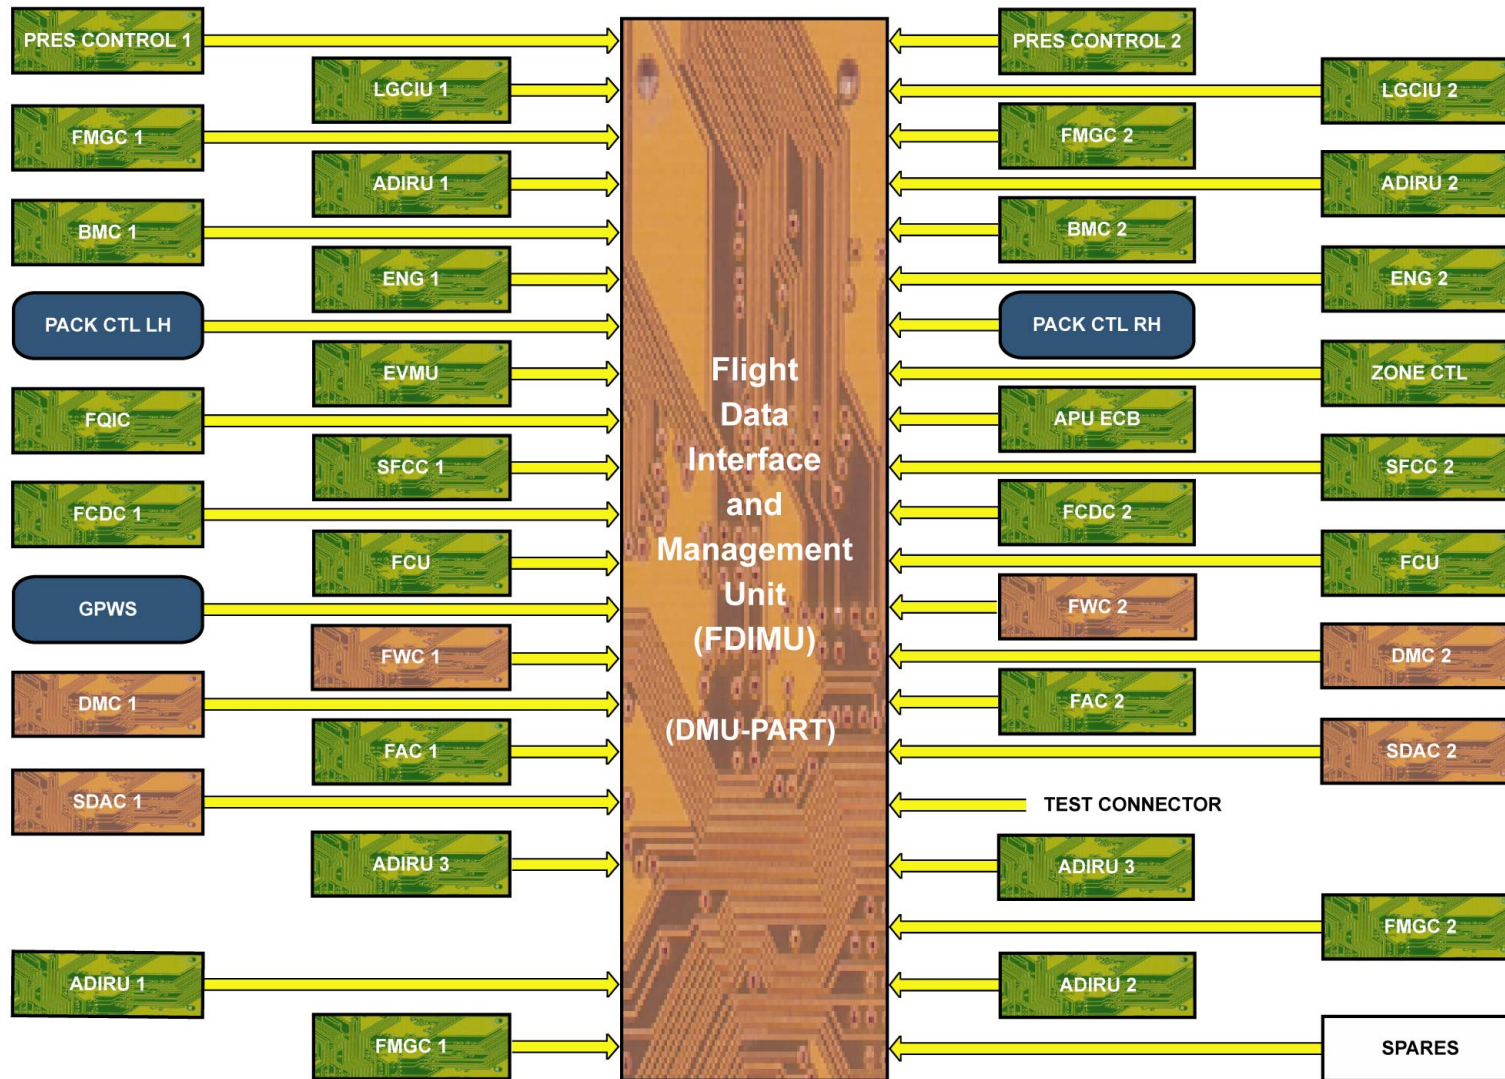 PRES CONTROL 1
PRES CONTROL 2
LGCIU 1
LGCIU 2
FMGC 1
FMGC 2
ADIRU 1
ADIRU 2
BMC 1
BMC 2
ENG 1
ENG 2
PACK CTL LH
PACK CTL RH
EVMU
ZONE CTL
FQIC
APU ECB
SFCC 1
SFCC 2
FCDC 1
FCDC 2
FCU
FCU
GPWS
FWC 2
FWC 1
DMC 2
DMC 1
FAC 2
FAC 1
SDAC 2
SDAC 1
TEST CONNECTOR
ADIRU 3
ADIRU 3
FMGC 2
ADIRU 1
ADIRU 2
FMGC 1
SPARES
Flight
Data
Interface
and
Management
Unit
(FDIMU)
(DMU-PART)